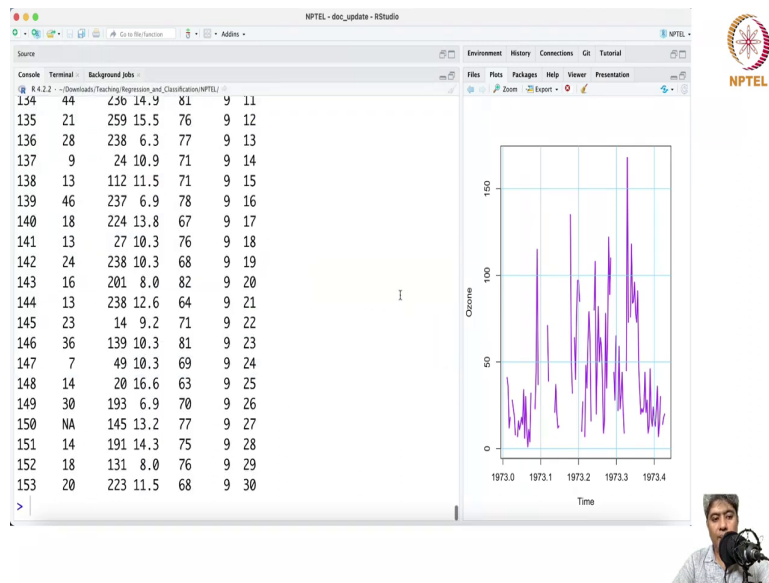 NPTEL - doc_update - RStudio
Go to file/function
Addins
NPTEL
NPTEL
Source
Console Terminal Background Jobs
R 4.2.2 · ~/Downloads/Teaching/Regression_and_Classification/NPTEL/
134 44 236 14.9 81 9 11
135 21 259 15.5 76 9 12
136 28 238 6.3 77 9 13
137 9 24 10.9 71 9 14
138 13 112 11.5 71 9 15
139 46 237 6.9 78 9 16
140 18 224 13.8 67 9 17
141 13 27 10.3 76 9 18
142 24 238 10.3 68 9 19
143 16 201 8.0 82 9 20
144 13 238 12.6 64 9 21
145 23 14 9.2 71 9 22
146 36 139 10.3 81 9 23
147 7 49 10.3 69 9 24
148 14 20 16.6 63 9 25
149 30 193 6.9 70 9 26
150 NA 145 13.2 77 9 27
151 14 191 14.3 75 9 28
152 18 131 8.0 76 9 29
153 20 223 11.5 68 9 30
>
Environment History Connections Git Tutorial
Files Plots Packages Help Viewer Presentation
Zoom Export
150
100
50
0
Ozone
1973.0 1973.1 1973.2 1973.3 1973.4
Time